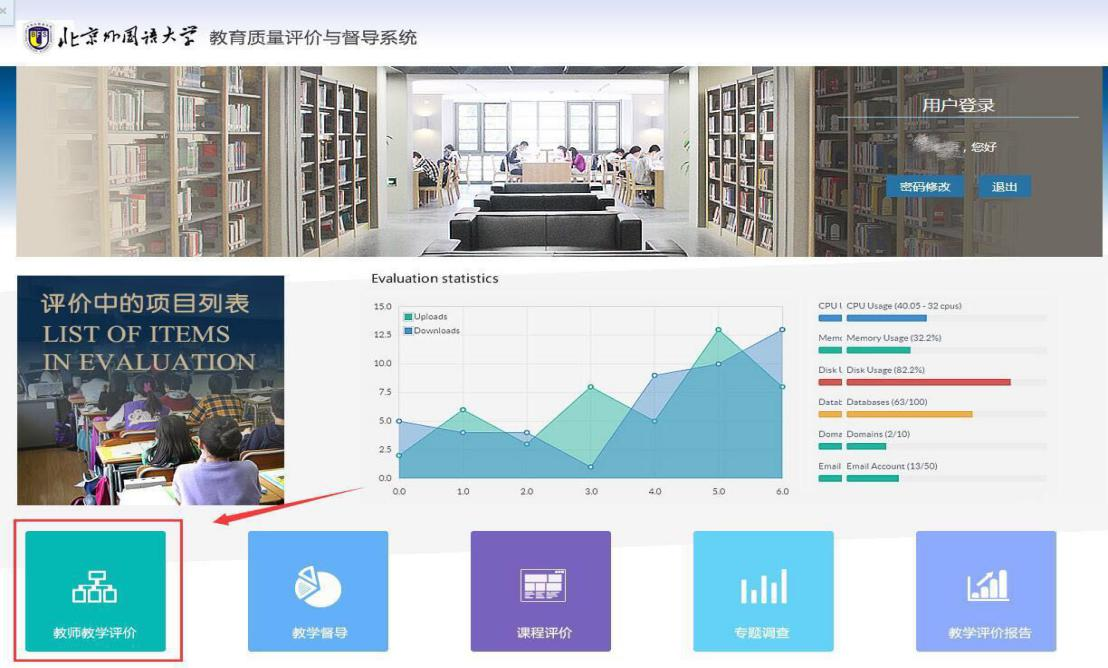 北京外国语大学 教育质量评价与督导系统
用户登录
，您好
密码修改 退出
评价中的项目列表
LIST OF ITEMS
IN EVALUATION
Evaluation statistics
15.0
12.5
10.0
7.5
5.0
2.5
0.0
Uploads
Downloads
0.0 1.0 2.0 3.0 4.0 5.0 6.0
CPU U CPU Usage (40.05 - 32 cpus)
Memo Memory Usage (32.2%)
Disk U Disk Usage (82.2%)
Datab Databases (63/100)
Doma Domains (2/10)
Email Email Account (13/50)
教师教学评价
教学督导
课程评价
专题调查
教学评价报告